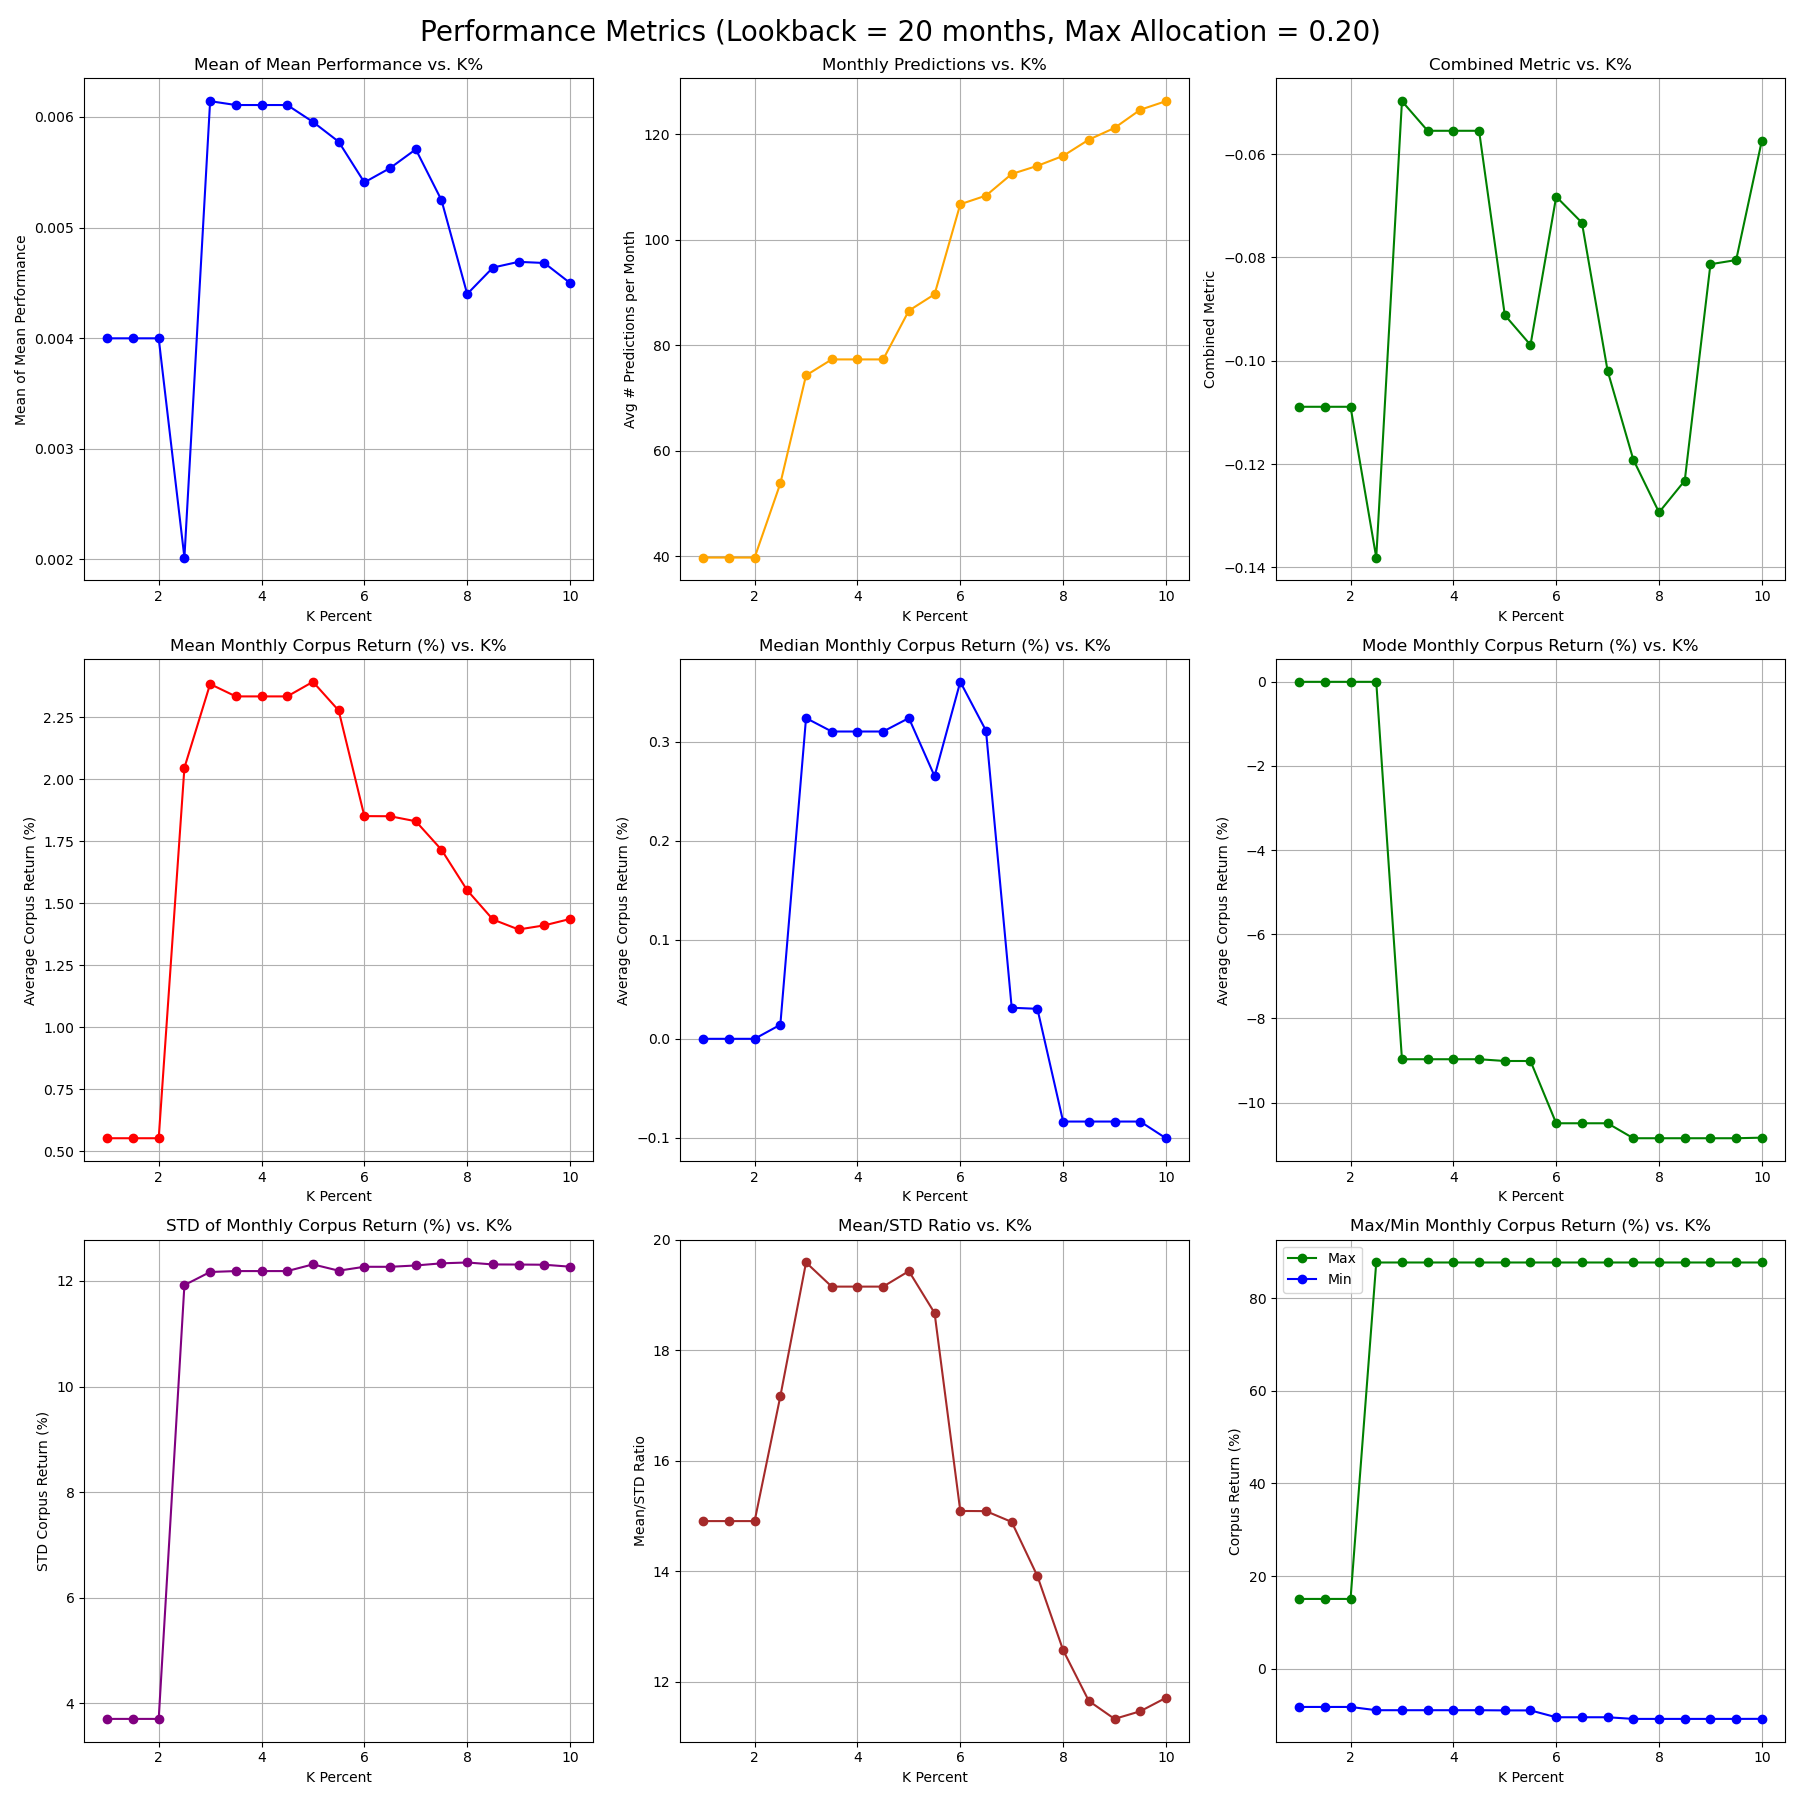 Performance Metrics (Lookback = 20 months, Max Allocation = 0.20)
Mean of Mean Performance vs. K%
0.006
0.005
0.004
0.003
0.002
Mean of Mean Performance
2 4 6 8 10
K Percent
Monthly Predictions vs. K%
120
100
80
60
40
Avg # Predictions per Month
2 4 6 8 10
K Percent
Combined Metric vs. K%
−0.06
−0.08
−0.10
−0.12
−0.14
Combined Metric
2 4 6 8 10
K Percent
Mean Monthly Corpus Return (%) vs. K%
2.25
2.00
1.75
1.50
1.25
1.00
0.75
0.50
Average Corpus Return (%)
2 4 6 8 10
K Percent
Median Monthly Corpus Return (%) vs. K%
0.3
0.2
0.1
0.0
−0.1
Average Corpus Return (%)
2 4 6 8 10
K Percent
Mode Monthly Corpus Return (%) vs. K%
0
−2
−4
−6
−8
−10
Average Corpus Return (%)
2 4 6 8 10
K Percent
STD of Monthly Corpus Return (%) vs. K%
12
10
8
6
4
STD Corpus Return (%)
2 4 6 8 10
K Percent
Mean/STD Ratio vs. K%
20
18
16
14
12
Mean/STD Ratio
2 4 6 8 10
K Percent
Max/Min Monthly Corpus Return (%) vs. K%
Max
Min
80
60
40
20
0
Corpus Return (%)
2 4 6 8 10
K Percent